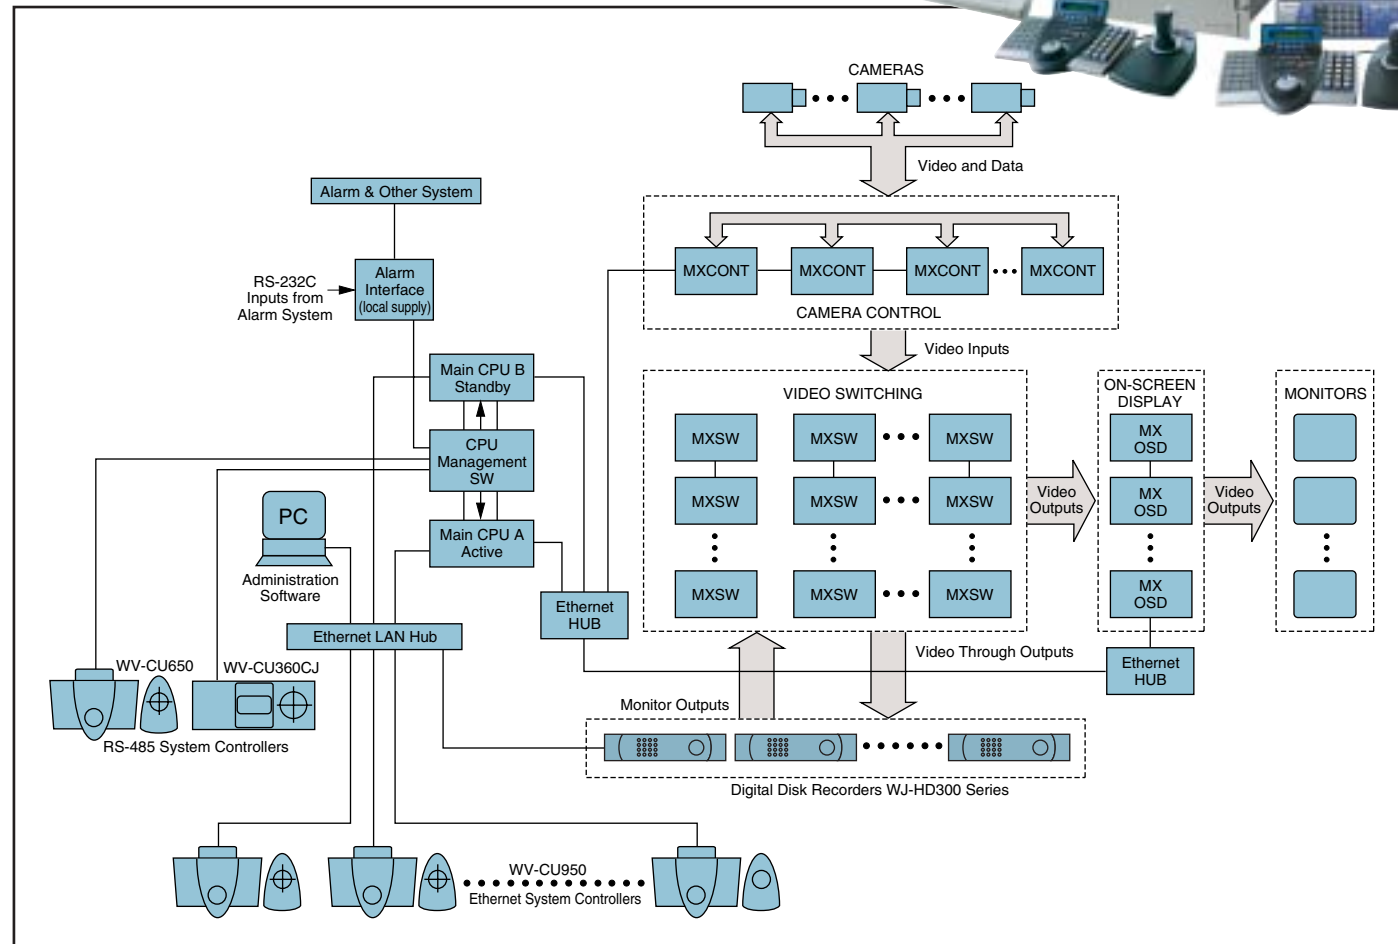 CAMERAS
Video and Data
Alarm & Other System
MXCONT
MXCONT
MXCONT
MXCONT
CAMERA CONTROL
RS-232C
Inputs from
Alarm System
Alarm
Interface
(local supply)
Video Inputs
Main CPU B
Standby
CPU
Management
SW
Main CPU A
Active
VIDEO SWITCHING
MXSW
MXSW
MXSW
MXSW
MXSW
MXSW
MXSW
MXSW
MXSW
Video
Outputs
ON-SCREEN
DISPLAY
MX
OSD
MX
OSD
MX
OSD
Video
Outputs
MONITORS
PC
Administration
Software
Ethernet
HUB
Ethernet LAN Hub
Video Through Outputs
Ethernet
HUB
WV-CU650
WV-CU360CJ
RS-485 System Controllers
Monitor Outputs
Digital Disk Recorders WJ-HD300 Series
WV-CU950
Ethernet System Controllers